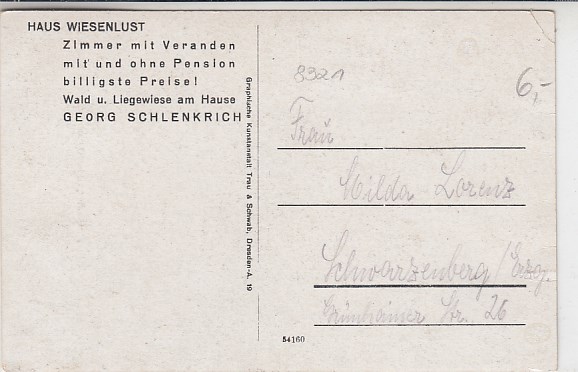 HAUS WIESENLUST
Zimmer mit Veranden
mit und ohne Pension
billigste Preise!
Wald u. Liegewiese am Hause
GEORG SCHLENKRICH
Graphische Kunstanstalt Trau & Schwab, Dresden-A. 19
8321
6,-
Frau
Hilda Lorenz
Schwarzenberg/Erzg.
Grünhainer Str. 26
54160